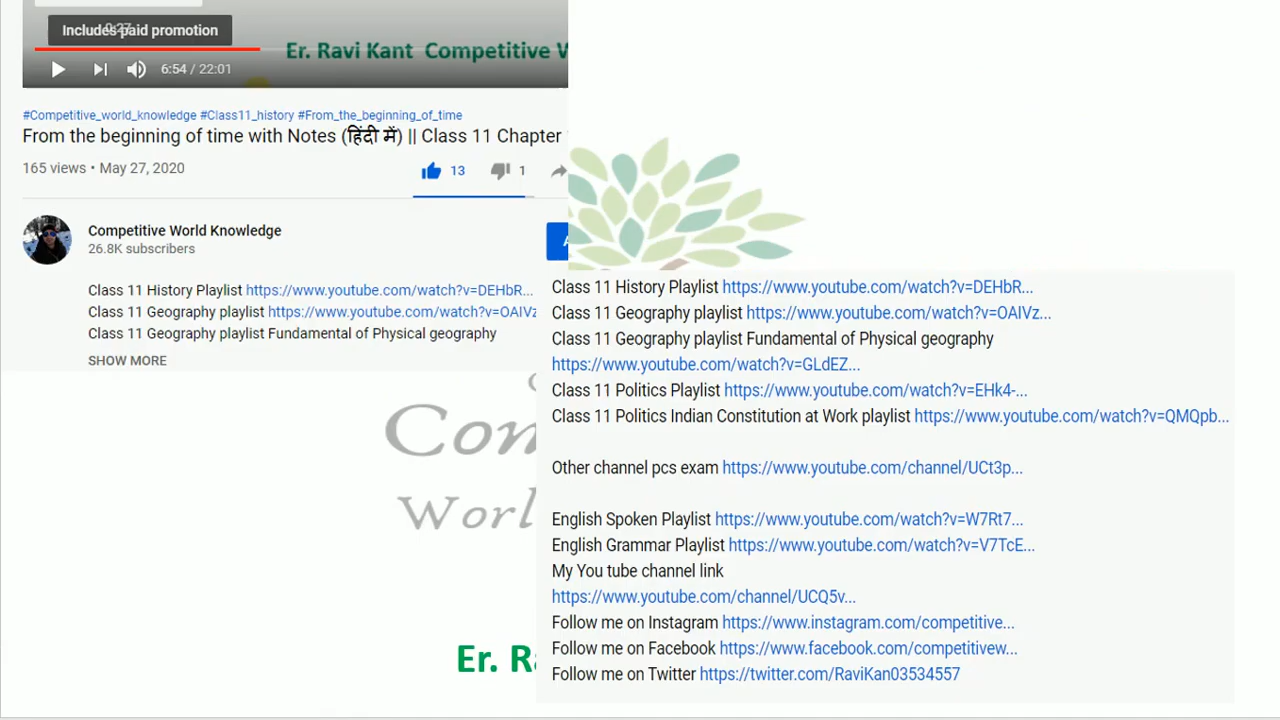 Includes paid promotion
Er. Ravi Kant Competitive W
6:54 / 22:01
#Competitive_world_knowledge #Class11_history #From_the_beginning_of_time
From the beginning of time with Notes (हिंदी में) || Class 11 Chapter
165 views • May 27, 2020
13
1
Competitive World Knowledge
26.8K subscribers
Class 11 History Playlist https://www.youtube.com/watch?v=DEHbR...
Class 11 Geography playlist https://www.youtube.com/watch?v=OAIVz
Class 11 Geography playlist Fundamental of Physical geography
SHOW MORE
Class 11 History Playlist https://www.youtube.com/watch?v=DEHbR...
Class 11 Geography playlist https://www.youtube.com/watch?v=OAIVz...
Class 11 Geography playlist Fundamental of Physical geography
https://www.youtube.com/watch?v=GLdEZ...
Class 11 Politics Playlist https://www.youtube.com/watch?v=EHk4-...
Class 11 Politics Indian Constitution at Work playlist https://www.youtube.com/watch?v=QMQpb...
Other channel pcs exam https://www.youtube.com/channel/UCt3p...
English Spoken Playlist https://www.youtube.com/watch?v=W7Rt7...
English Grammar Playlist https://www.youtube.com/watch?v=V7TcE...
My You tube channel link
https://www.youtube.com/channel/UCQ5v...
Follow me on Instagram https://www.instagram.com/competitive...
Follow me on Facebook https://www.facebook.com/competitivew...
Follow me on Twitter https://twitter.com/RaviKan03534557
Com
Worl
Er. Ra